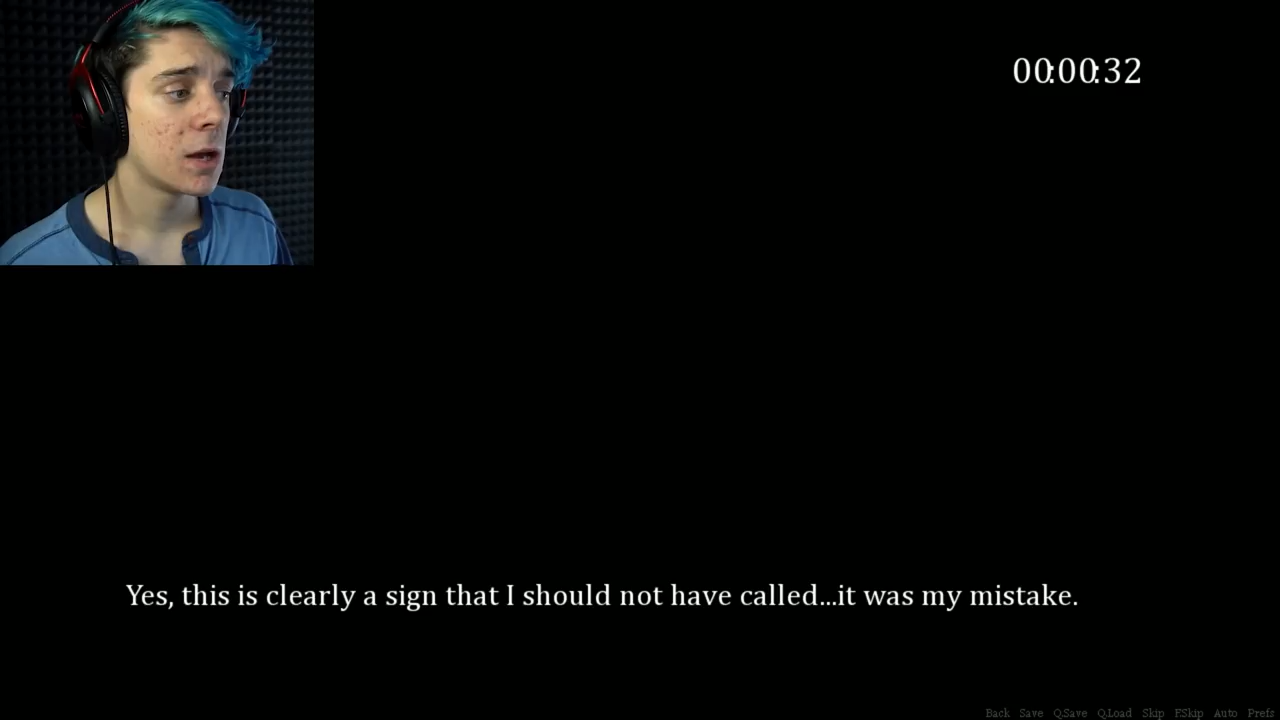 00:00:32
Yes, this is clearly a sign that I should not have called...it was my mistake.
Back Save Q.Save Q.Load Skip F.Skip Auto Prefs